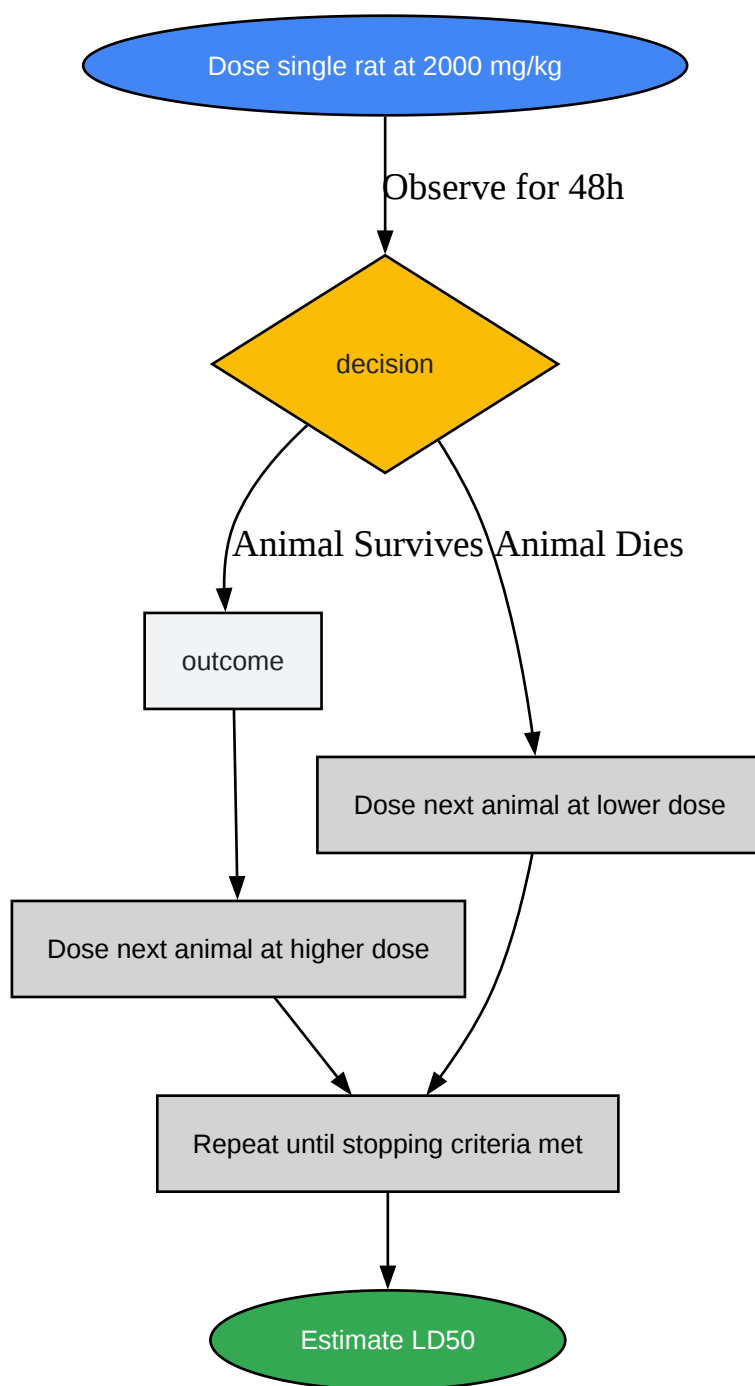 Dose single rat at 2000 mg/kg
Observe for 48h
decision
Animal Survives
Animal Dies
outcome
Dose next animal at lower dose
Dose next animal at higher dose
Repeat until stopping criteria met
Estimate LD50